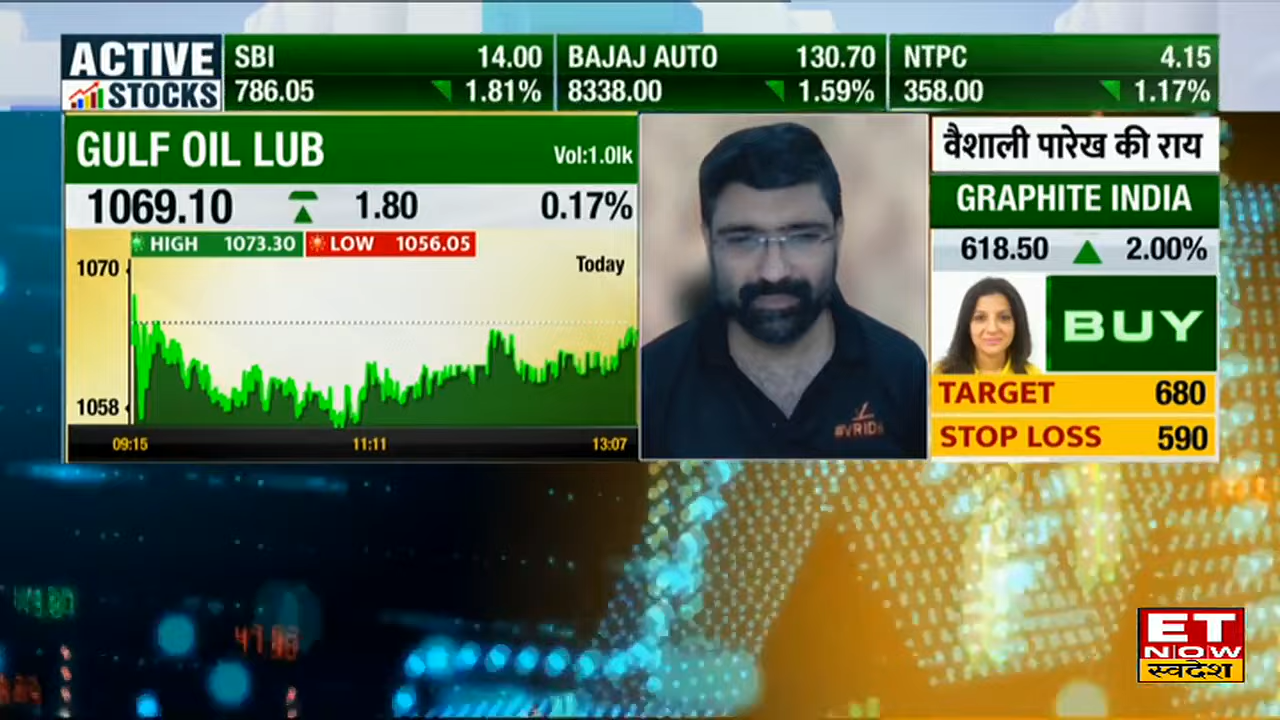 ACTIVE STOCKS
SBI 14.00
786.05 1.81%
BAJAJ AUTO 130.70
8338.00 1.59%
NTPC 4.15
358.00 1.17%
GULF OIL LUB
Vol:1.0lk
1069.10 1.80 0.17%
HIGH 1073.30 LOW 1056.05
Today
1070
1058
09:15 11:11 13:07
वैशाली पारेख की राय
GRAPHITE INDIA
618.50 2.00%
BUY
TARGET 680
STOP LOSS 590
ET
NOW
स्वदेश